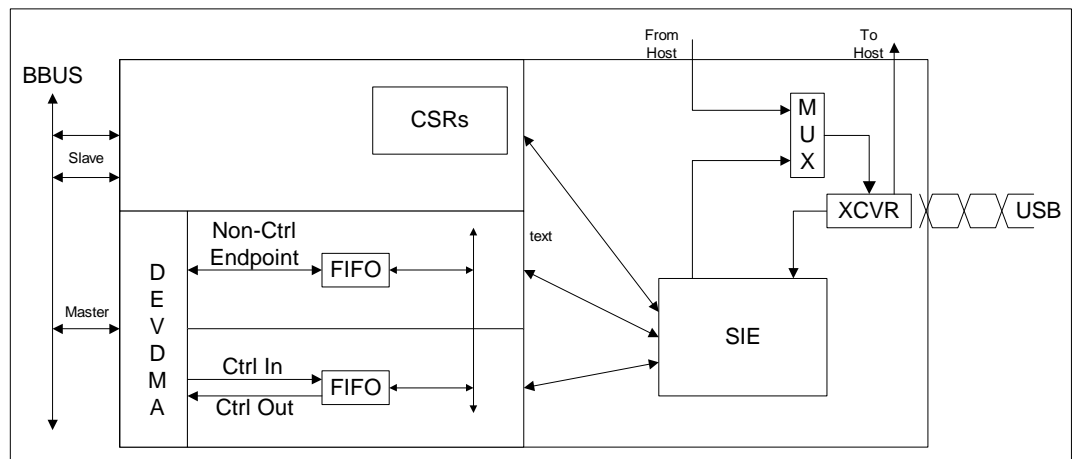 From
Host
To
Host
BBUS
CSRs
M
U
X
Slave
XCVR
USB
Non-Ctrl
Endpoint
text
FIFO
D
E
V
D
M
A
Master
SIE
Ctrl In
FIFO
Ctrl Out